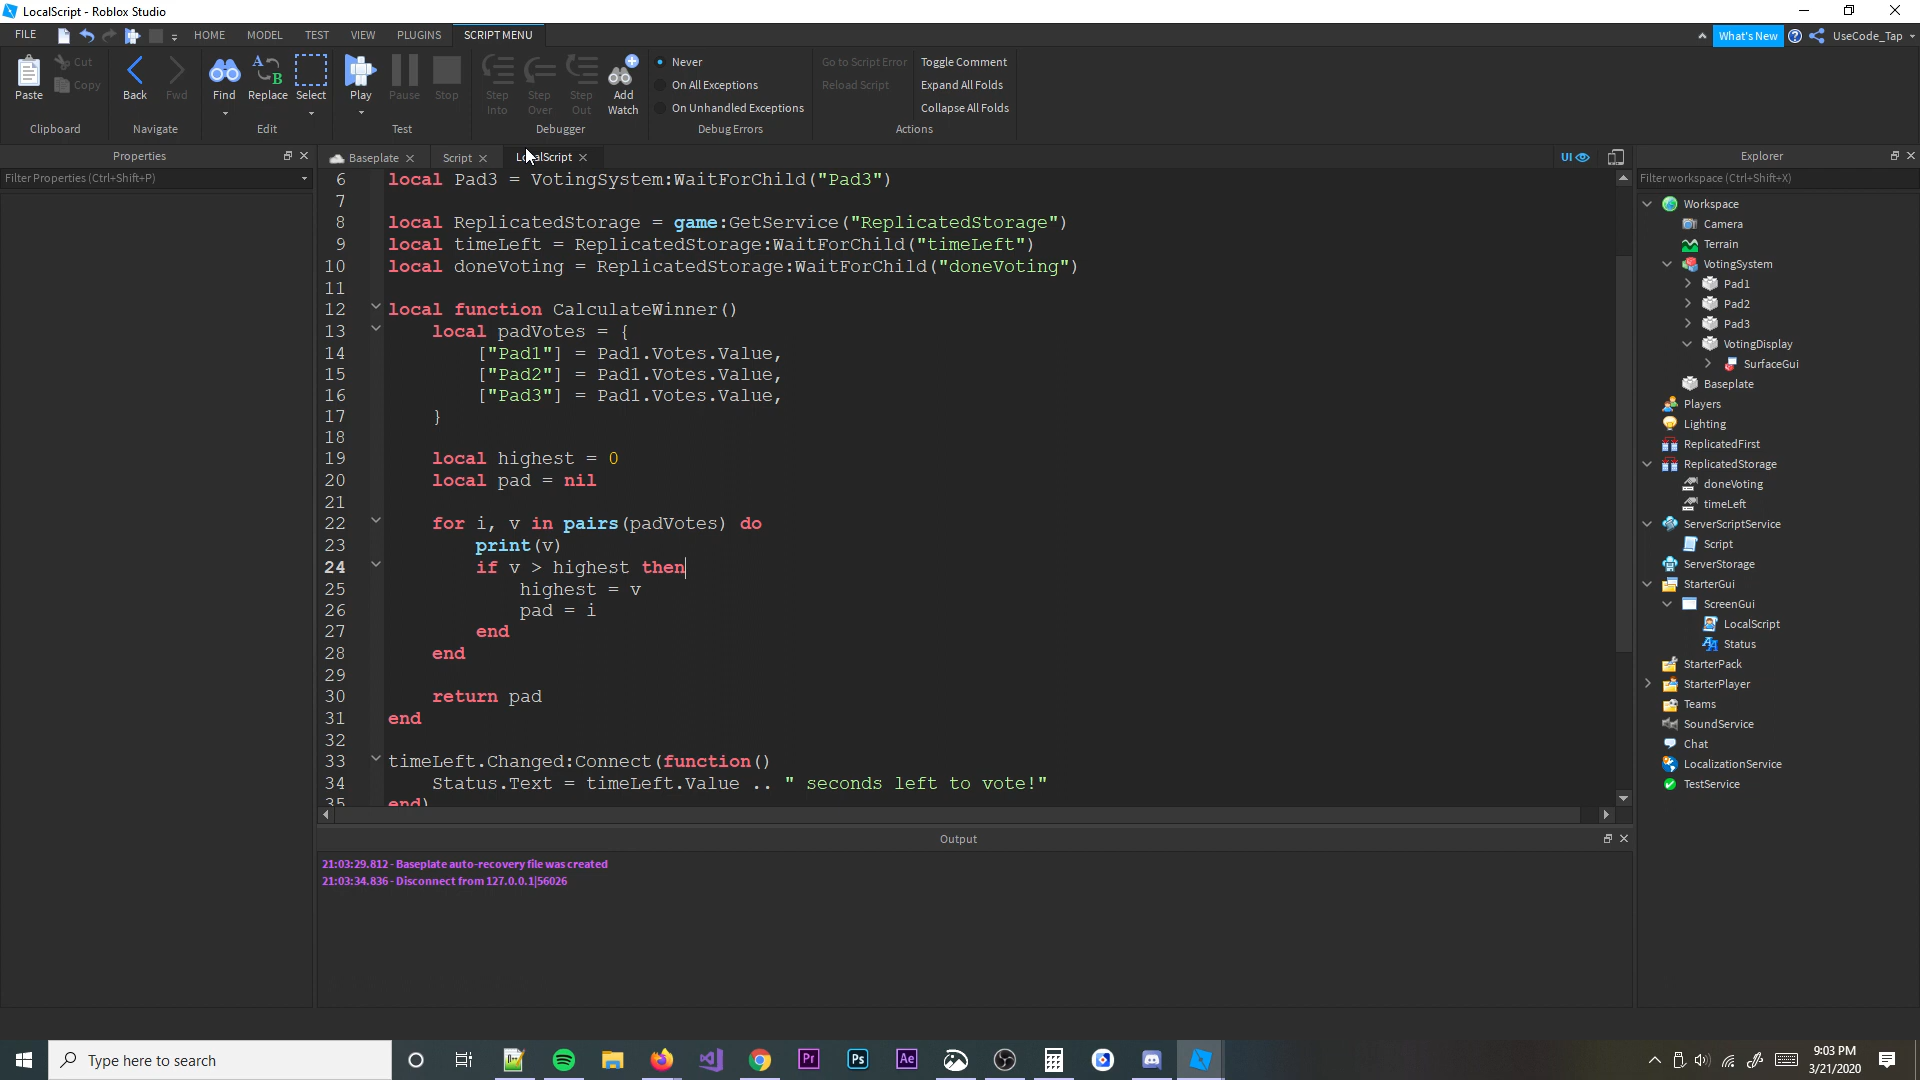 LocalScript - Roblox Studio
FILE HOME MODEL TEST VIEW PLUGINS SCRIPT MENU What's New UseCode_Tap
Paste Cut Copy Back Fwd Find Replace Select Play Pause Stop Step Into Step Over Step Out Add Watch
Never
On All Exceptions
On Unhandled Exceptions
Go to Script Error
Reload Script
Toggle Comment
Expand All Folds
Collapse All Folds
Clipboard Navigate Edit Test Debugger Debug Errors Actions
Properties
Filter Properties (Ctrl+Shift+P)
Baseplate Script LocalScript UI
6 local Pad3 = VotingSystem:WaitForChild("Pad3")
7
8 local ReplicatedStorage = game:GetService("ReplicatedStorage")
9 local timeLeft = ReplicatedStorage:WaitForChild("timeLeft")
10 local doneVoting = ReplicatedStorage:WaitForChild("doneVoting")
11
12 local function CalculateWinner()
13 local padVotes = {
14 ["Pad1"] = Pad1.Votes.Value,
15 ["Pad2"] = Pad1.Votes.Value,
16 ["Pad3"] = Pad1.Votes.Value,
17 }
18
19 local highest = 0
20 local pad = nil
21
22 for i, v in pairs(padVotes) do
23 print(v)
24 if v > highest then
25 highest = v
26 pad = i
27 end
28 end
29
30 return pad
31 end
32
33 timeLeft.Changed:Connect(function()
34 Status.Text = timeLeft.Value .. " seconds left to vote!"
35 end)
Output
21:03:29.812 - Baseplate auto-recovery file was created
21:03:34.836 - Disconnect from 127.0.0.1|56026
Explorer
Filter workspace (Ctrl+Shift+X)
Workspace
Camera
Terrain
VotingSystem
Pad1
Pad2
Pad3
VotingDisplay
SurfaceGui
Baseplate
Players
Lighting
ReplicatedFirst
ReplicatedStorage
doneVoting
timeLeft
ServerScriptService
Script
ServerStorage
StarterGui
ScreenGui
LocalScript
Status
StarterPack
StarterPlayer
Teams
SoundService
Chat
LocalizationService
TestService
Type here to search
Pr Ps Ae
9:03 PM
3/21/2020